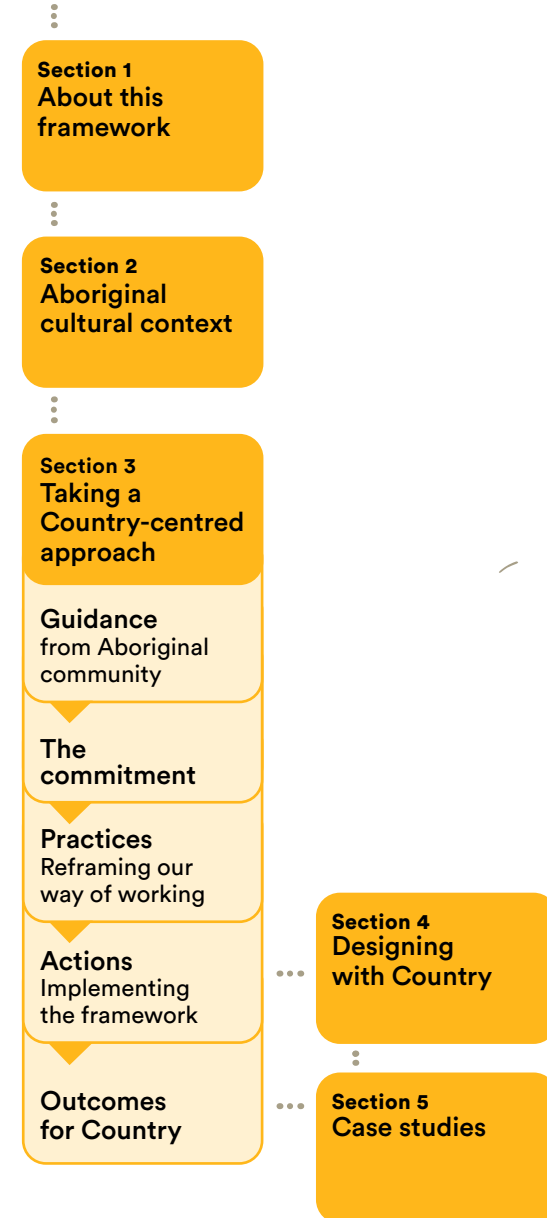 Section 1
About this
framework
Section 2
Aboriginal
cultural context
Section 3
Taking a
Country-centred
approach
Guidance
from Aboriginal
community
The
commitment
Practices
Reframing our
way of working
Actions
Implementing
the framework
Outcomes
for Country
Section 4
Designing
with Country
Section 5
Case studies